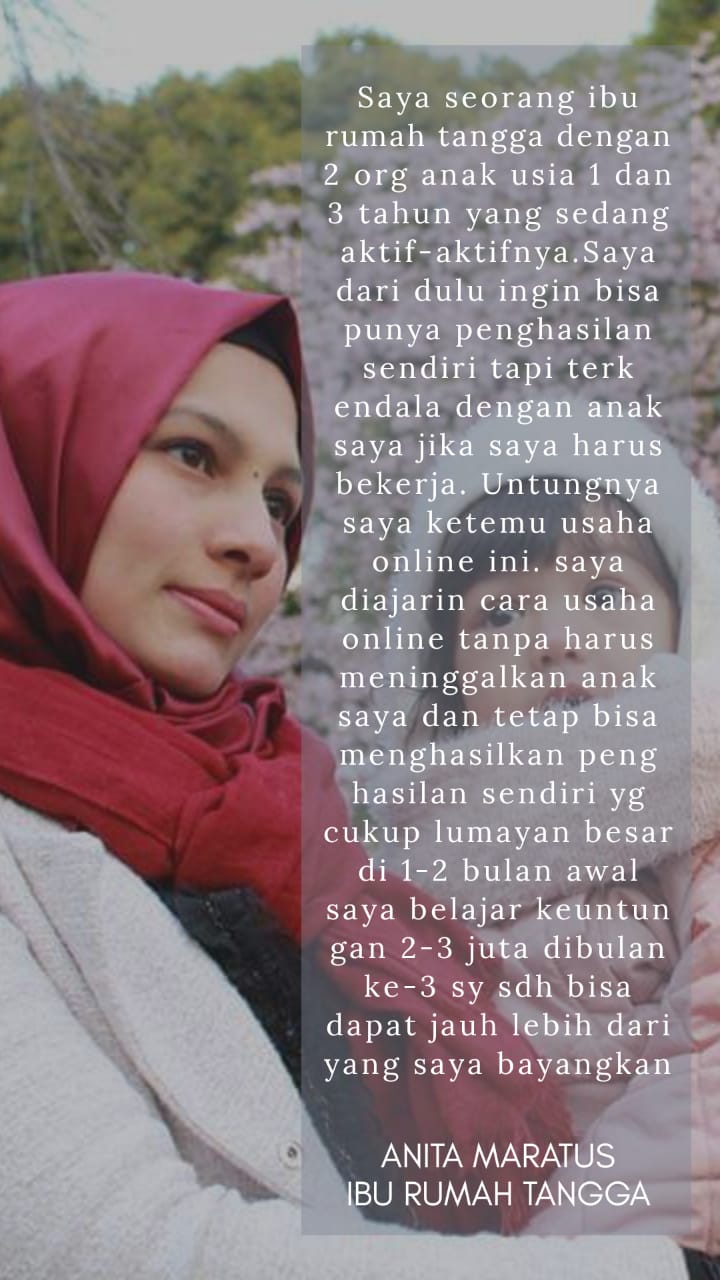 Saya seorang ibu
rumah tangga dengan
2 org anak usia 1 dan
3 tahun yang sedang
aktif-aktifnya.Saya
dari dulu ingin bisa
punya penghasilan
sendiri tapi terk
endala dengan anak
saya jika saya harus
bekerja. Untungnya
saya ketemu usaha
online ini. saya
diajarin cara usaha
online tanpa harus
meninggalkan anak
saya dan tetap bisa
menghasilkan peng
hasilan sendiri yg
cukup lumayan besar
di 1-2 bulan awal
saya belajar keuntun
gan 2-3 juta dibulan
ke-3 sy sdh bisa
dapat jauh lebih dari
yang saya bayangkan
ANITA MARATUS
IBU RUMAH TANGGA